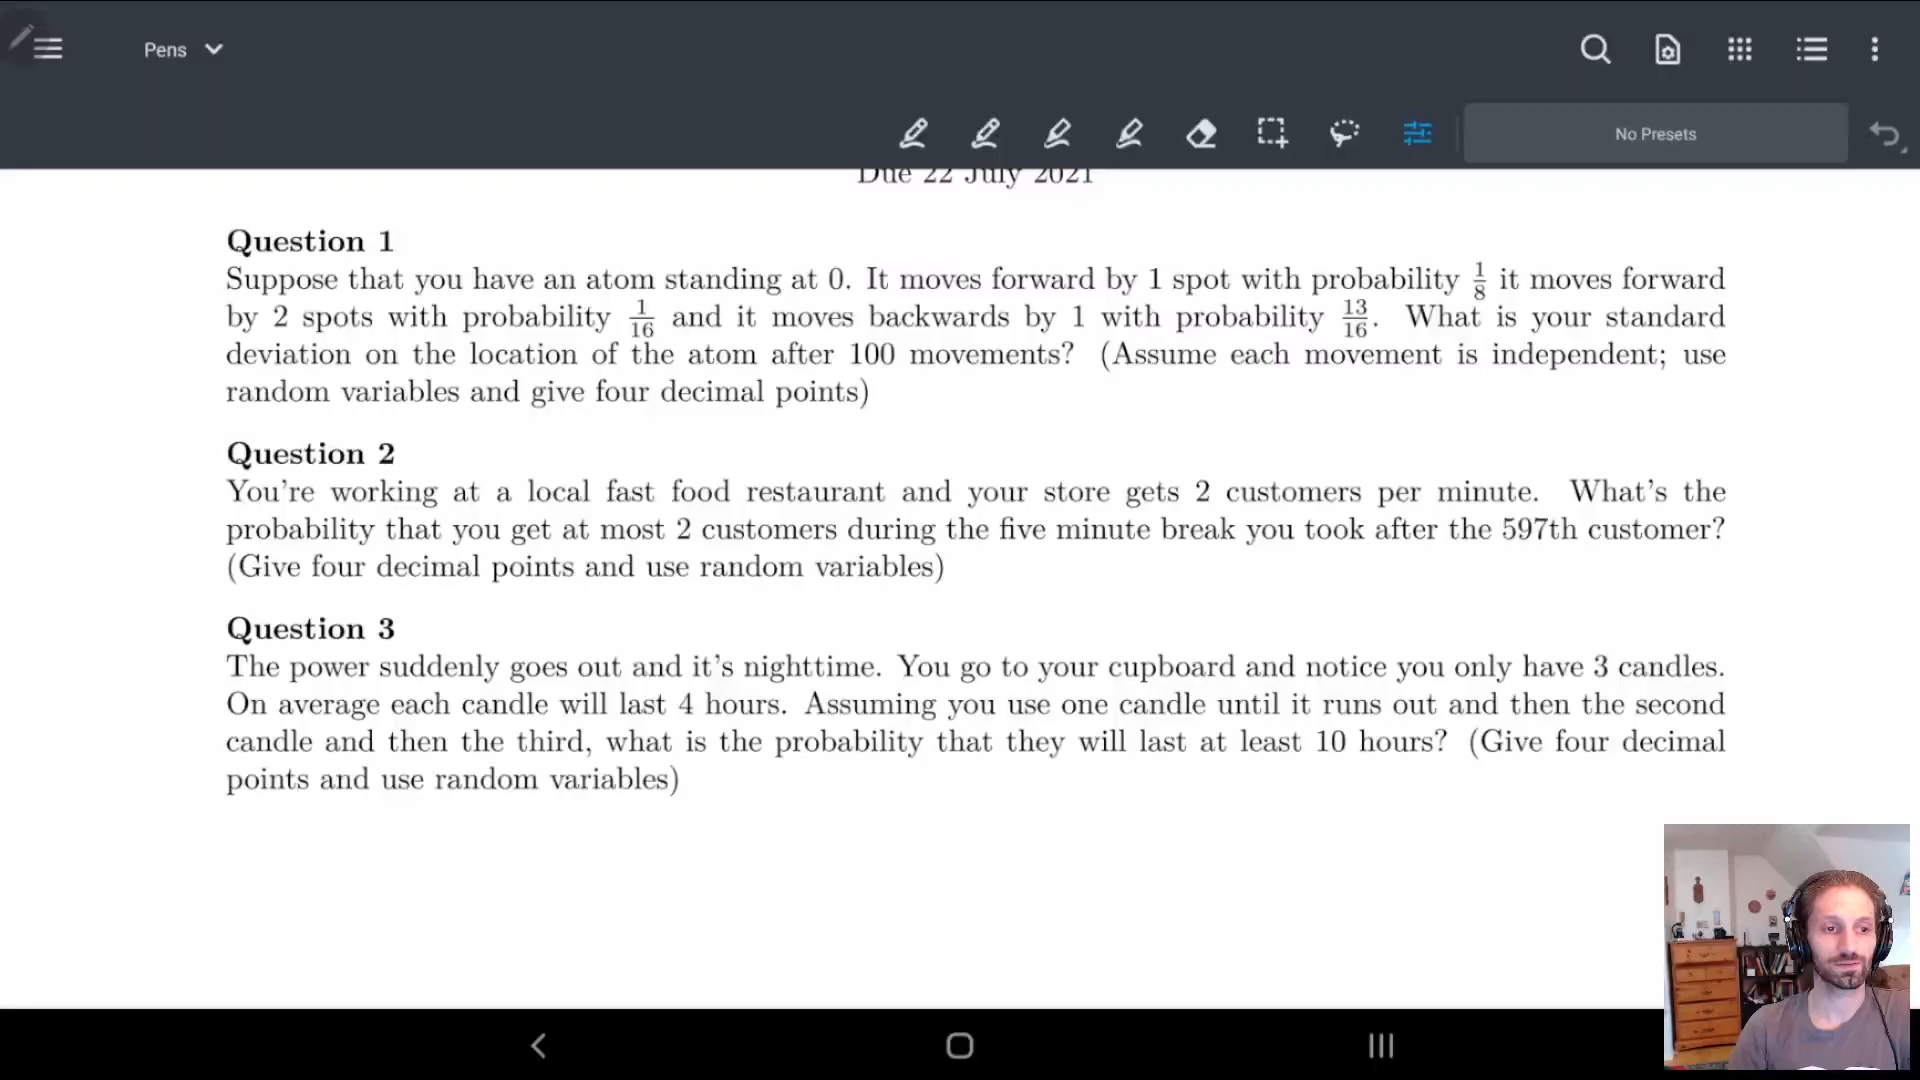 Pens
No Presets
Due 22 July 2021
Question 1
Suppose that you have an atom standing at 0. It moves forward by 1 spot with probability 1/8 it moves forward
by 2 spots with probability 1/16 and it moves backwards by 1 with probability 13/16. What is your standard
deviation on the location of the atom after 100 movements? (Assume each movement is independent; use
random variables and give four decimal points)
Question 2
You're working at a local fast food restaurant and your store gets 2 customers per minute. What's the
probability that you get at most 2 customers during the five minute break you took after the 597th customer?
(Give four decimal points and use random variables)
Question 3
The power suddenly goes out and it's nighttime. You go to your cupboard and notice you only have 3 candles.
On average each candle will last 4 hours. Assuming you use one candle until it runs out and then the second
candle and then the third, what is the probability that they will last at least 10 hours? (Give four decimal
points and use random variables)